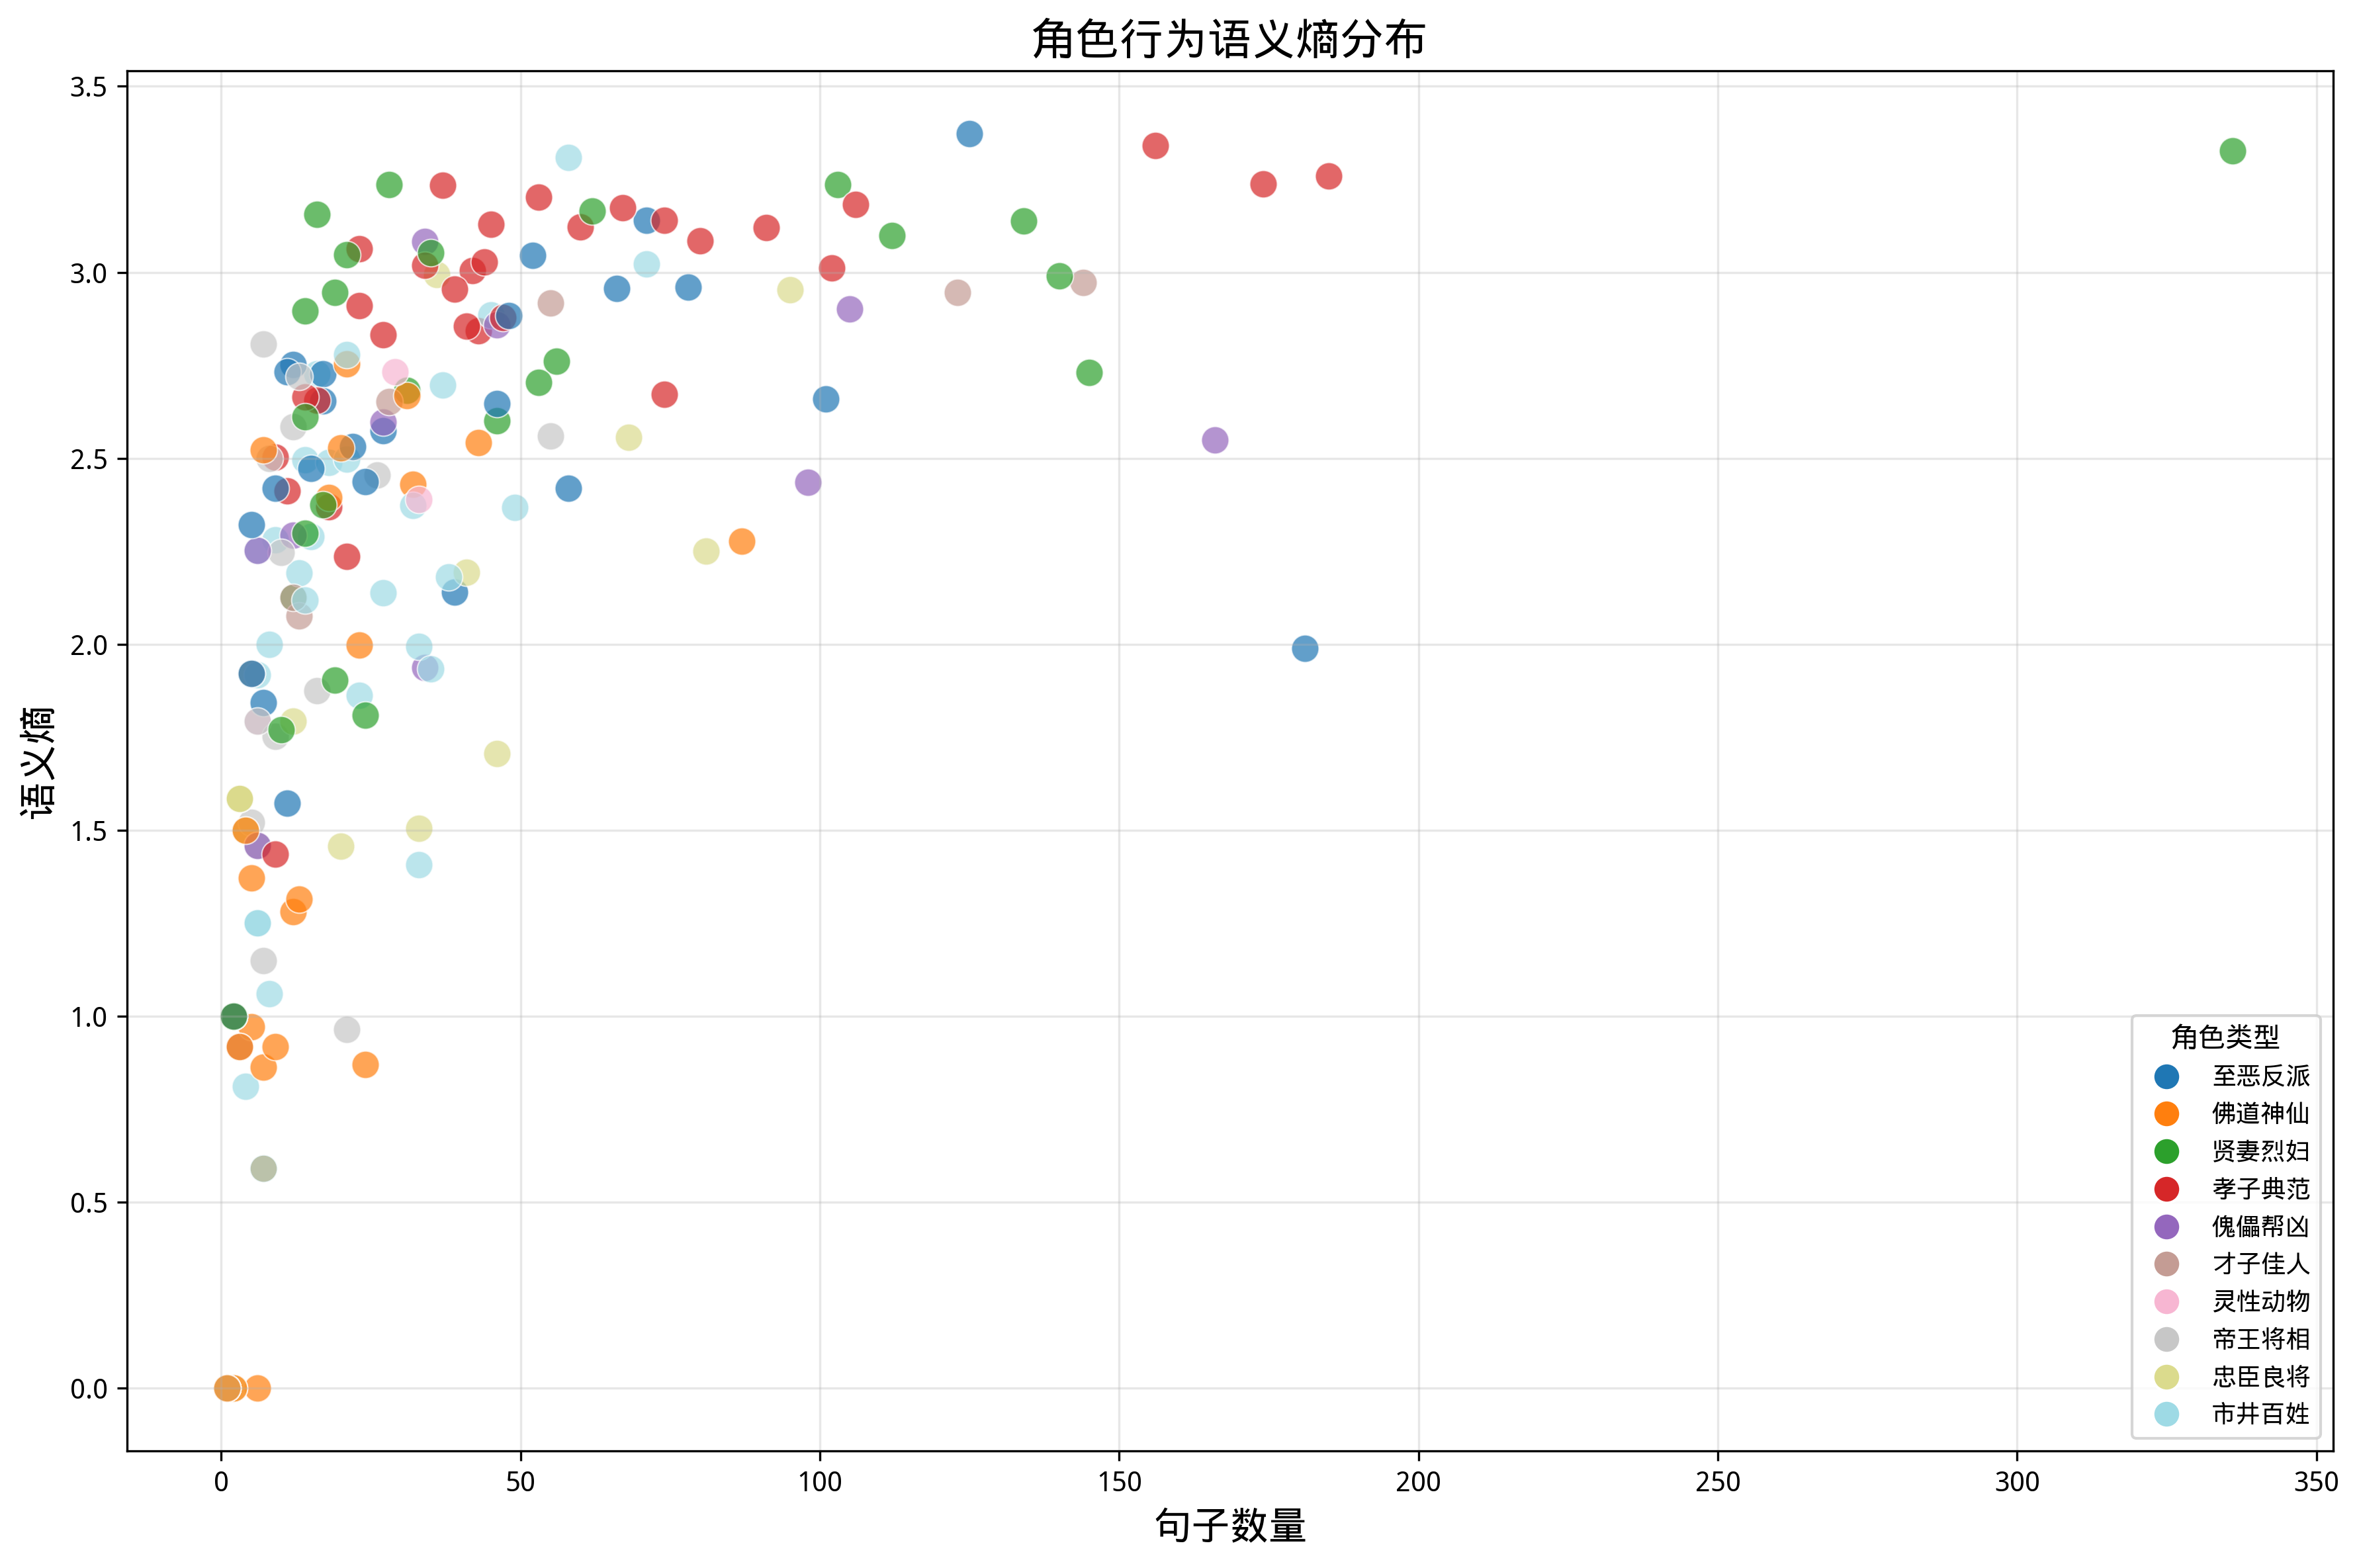 角色行为语义熵分布
语义熵
3.5
3.0
2.5
2.0
1.5
1.0
0.5
0.0
0 50 100 150 200 250 300 350
句子数量
角色类型
至恶反派
佛道神仙
贤妻烈妇
孝子典范
傀儡帮凶
才子佳人
灵性动物
帝王将相
忠臣良将
市井百姓